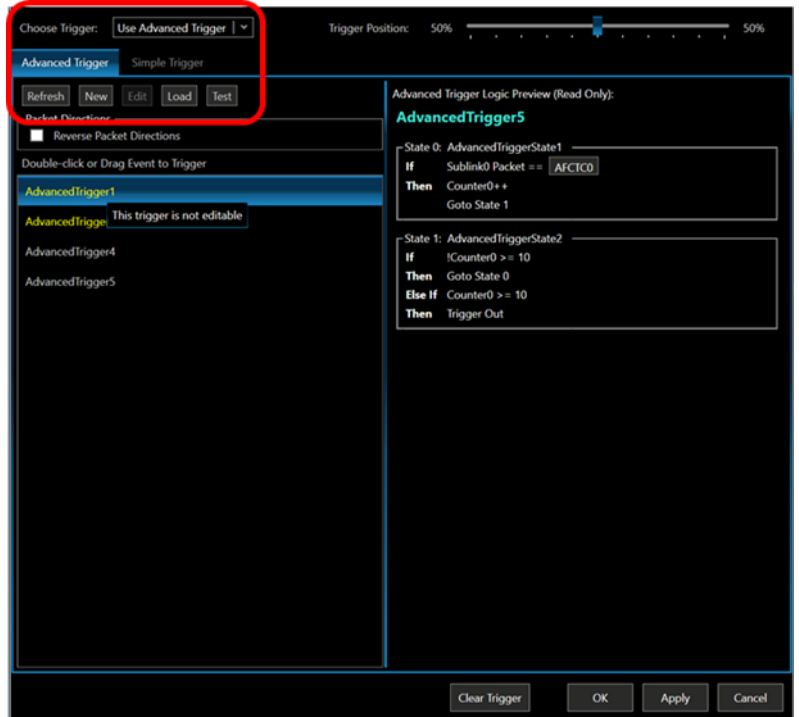 Choose Trigger: Use Advanced Trigger Trigger Position: 50% 50%
Advanced Trigger Simple Trigger
Refresh New Edit Load Test
Packet Directions
Reverse Packet Directions
Double-click or Drag Event to Trigger
AdvancedTrigger1
AdvancedTrigge
This trigger is not editable
AdvancedTrigger4
AdvancedTrigger5
Advanced Trigger Logic Preview (Read Only):
AdvancedTrigger5
State 0: AdvancedTriggerState1
If Sublink0 Packet == AFCTC0
Then Counter0++
Goto State 1
State 1: AdvancedTriggerState2
If !Counter0 >= 10
Then Goto State 0
Else If Counter0 >= 10
Then Trigger Out
Clear Trigger OK Apply Cancel